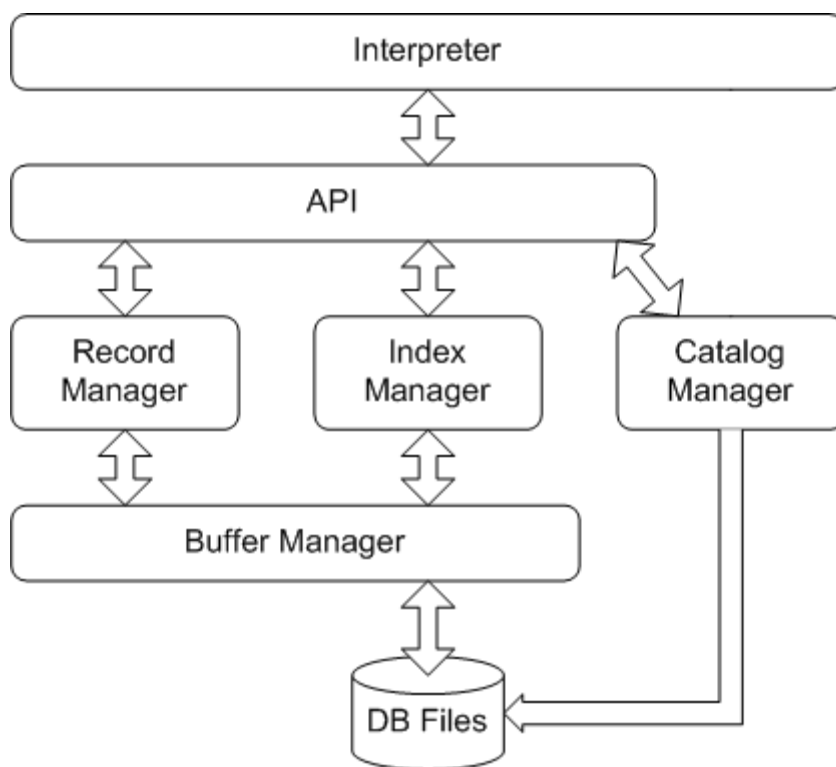 Interpreter
API
Record
Manager
Index
Manager
Catalog
Manager
Buffer Manager
DB Files